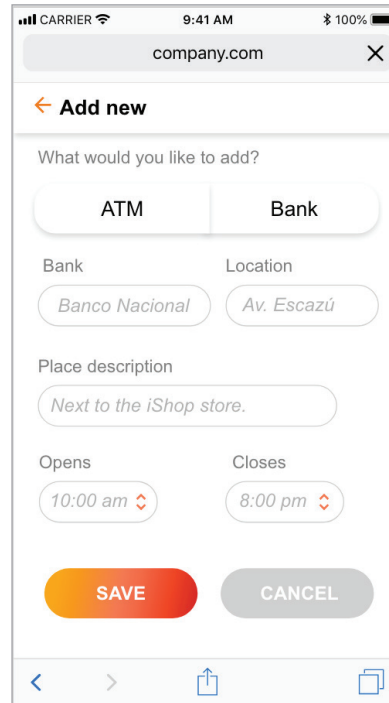 CARRIER 9:41 AM 100%
company.com
Add new
What would you like to add?
ATM Bank
Bank Location
Banco Nacional Av. Escazú
Place description
Next to the iShop store.
Opens Closes
10:00 am 8:00 pm
SAVE CANCEL